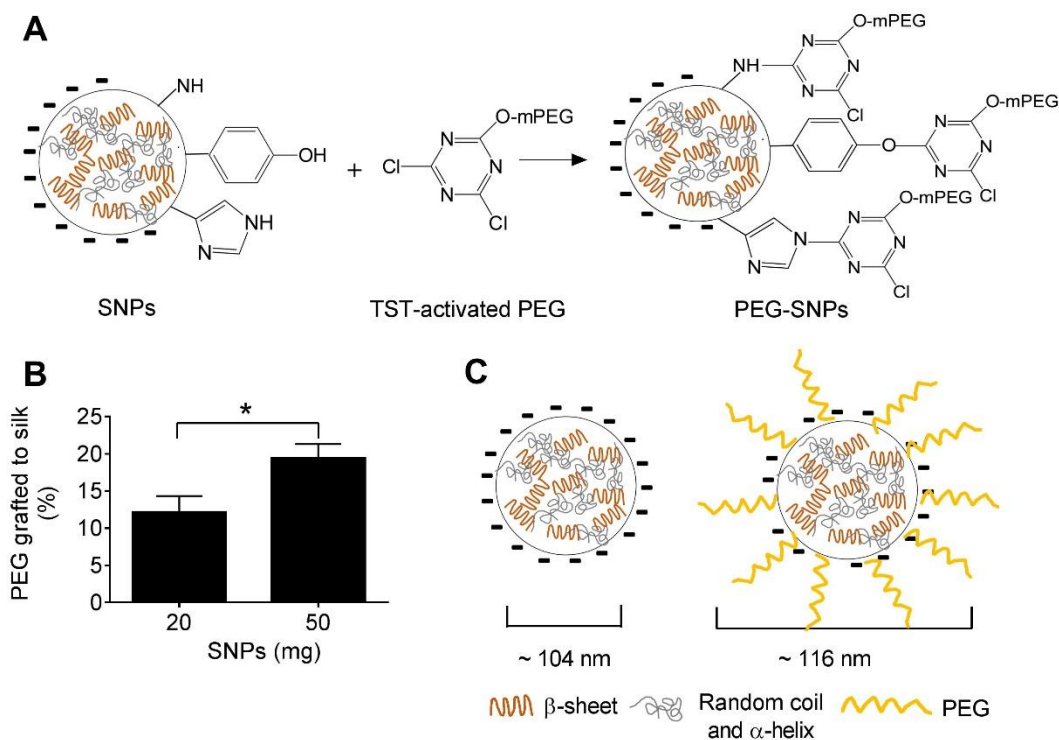 A
O-mPEG
NH
N
N
N
Cl
NH
OH
+
O-mPEG
N
N
N
Cl
Cl
O
O-mPEG
N
N
N
Cl
NH
N
N
N
O-mPEG
N
N
N
Cl
SNPs
TST-activated PEG
PEG-SNPs
B
PEG grafted to silk
(%)
25
20
15
10
5
0
*
20
50
SNPs (mg)
C
~ 104 nm
~ 116 nm
β-sheet
Random coil
and α-helix
PEG